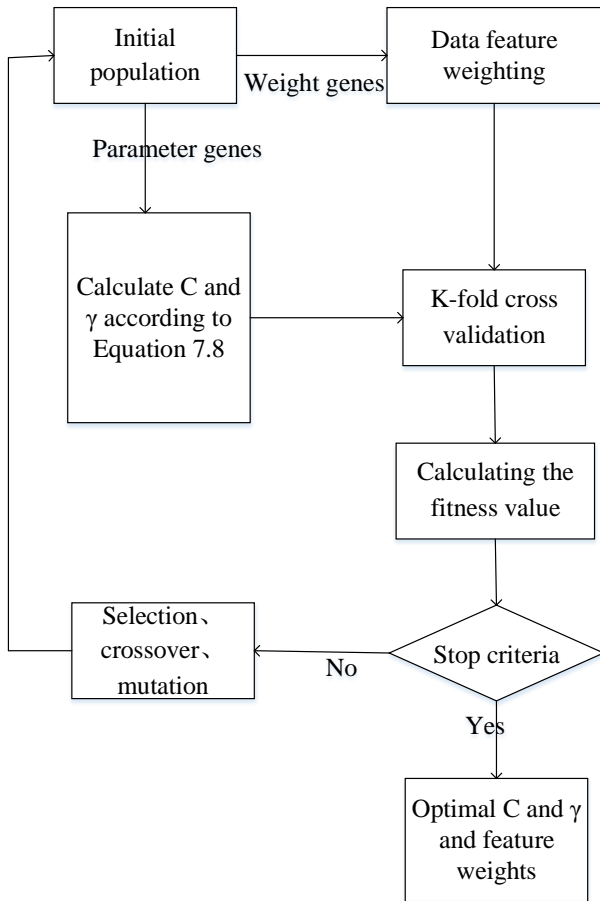 Initial
population
Weight genes
Data feature
weighting
Parameter genes
Calculate C and
γ according to
Equation 7.8
K-fold cross
validation
Calculating the
fitness value
Selection、
crossover、
mutation
No
Stop criteria
Yes
Optimal C and γ
and feature
weights